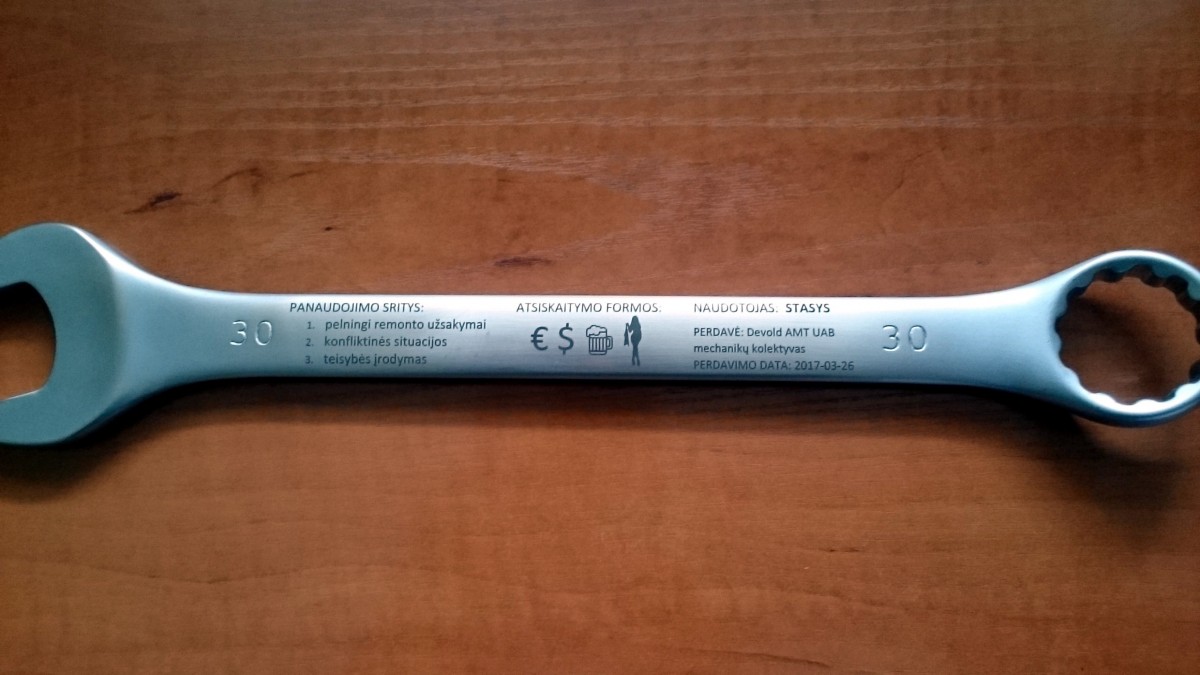 30
PANAUDOJIMO SRITYS:
1. pelningi remonto užsakymai
2. konfliktinės situacijos
3. teisybės įrodymas
ATSISKAITYMO FORMOS:
€ $
NAUDOTOJAS: STASYS
PERDAVĖ: Devold AMT UAB
mechanikų kolektyvas
PERDAVIMO DATA: 2017-03-26
30